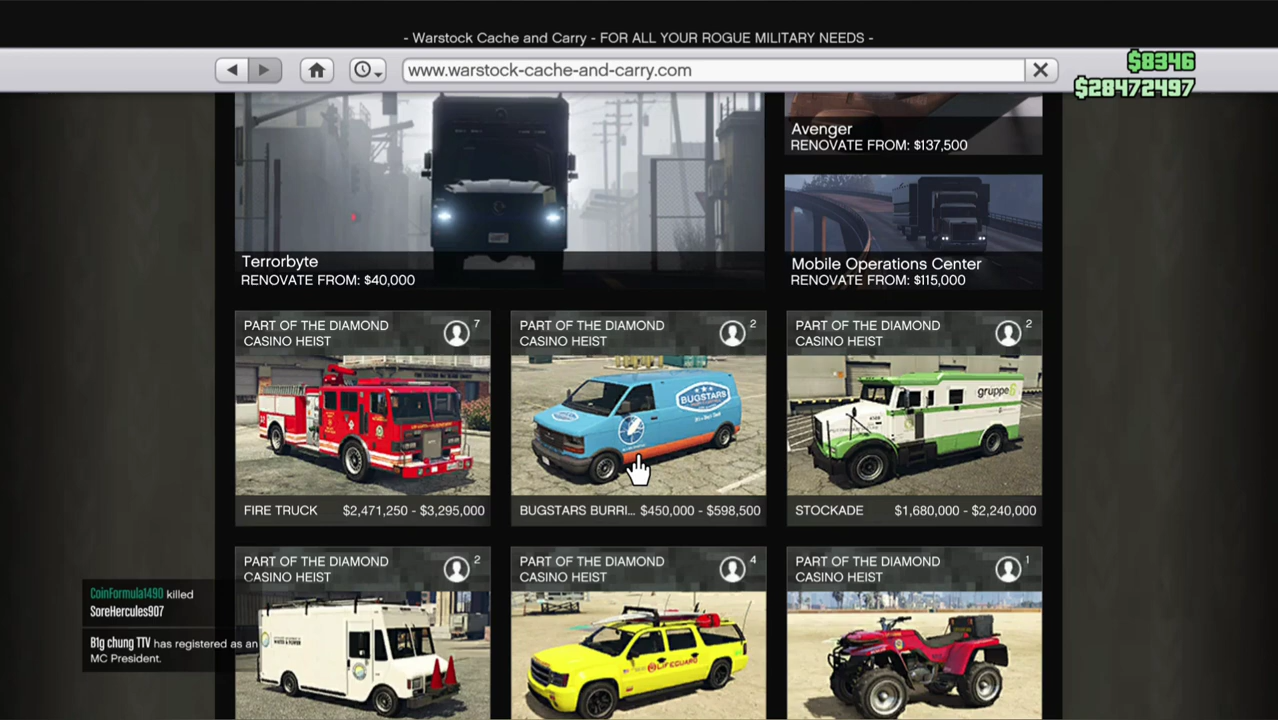 - Warstock Cache and Carry - FOR ALL YOUR ROGUE MILITARY NEEDS -
www.warstock-cache-and-carry.com
$8346
$28472497
Avenger
RENOVATE FROM: $137,500
Terrorbyte
RENOVATE FROM: $40,000
Mobile Operations Center
RENOVATE FROM: $115,000
PART OF THE DIAMOND
CASINO HEIST
7
PART OF THE DIAMOND
CASINO HEIST
2
PART OF THE DIAMOND
CASINO HEIST
2
BUGSTARS
gruppe6
FIRE TRUCK $2,471,250 - $3,295,000
BUGSTARS BURRI... $450,000 - $598,500
STOCKADE $1,680,000 - $2,240,000
PART OF THE DIAMOND
CASINO HEIST
2
PART OF THE DIAMOND
CASINO HEIST
4
PART OF THE DIAMOND
CASINO HEIST
1
LIFEGUARD
CoinFormula1490 killed
SoreHercules907
B1g chung TTV has registered as an
MC President.